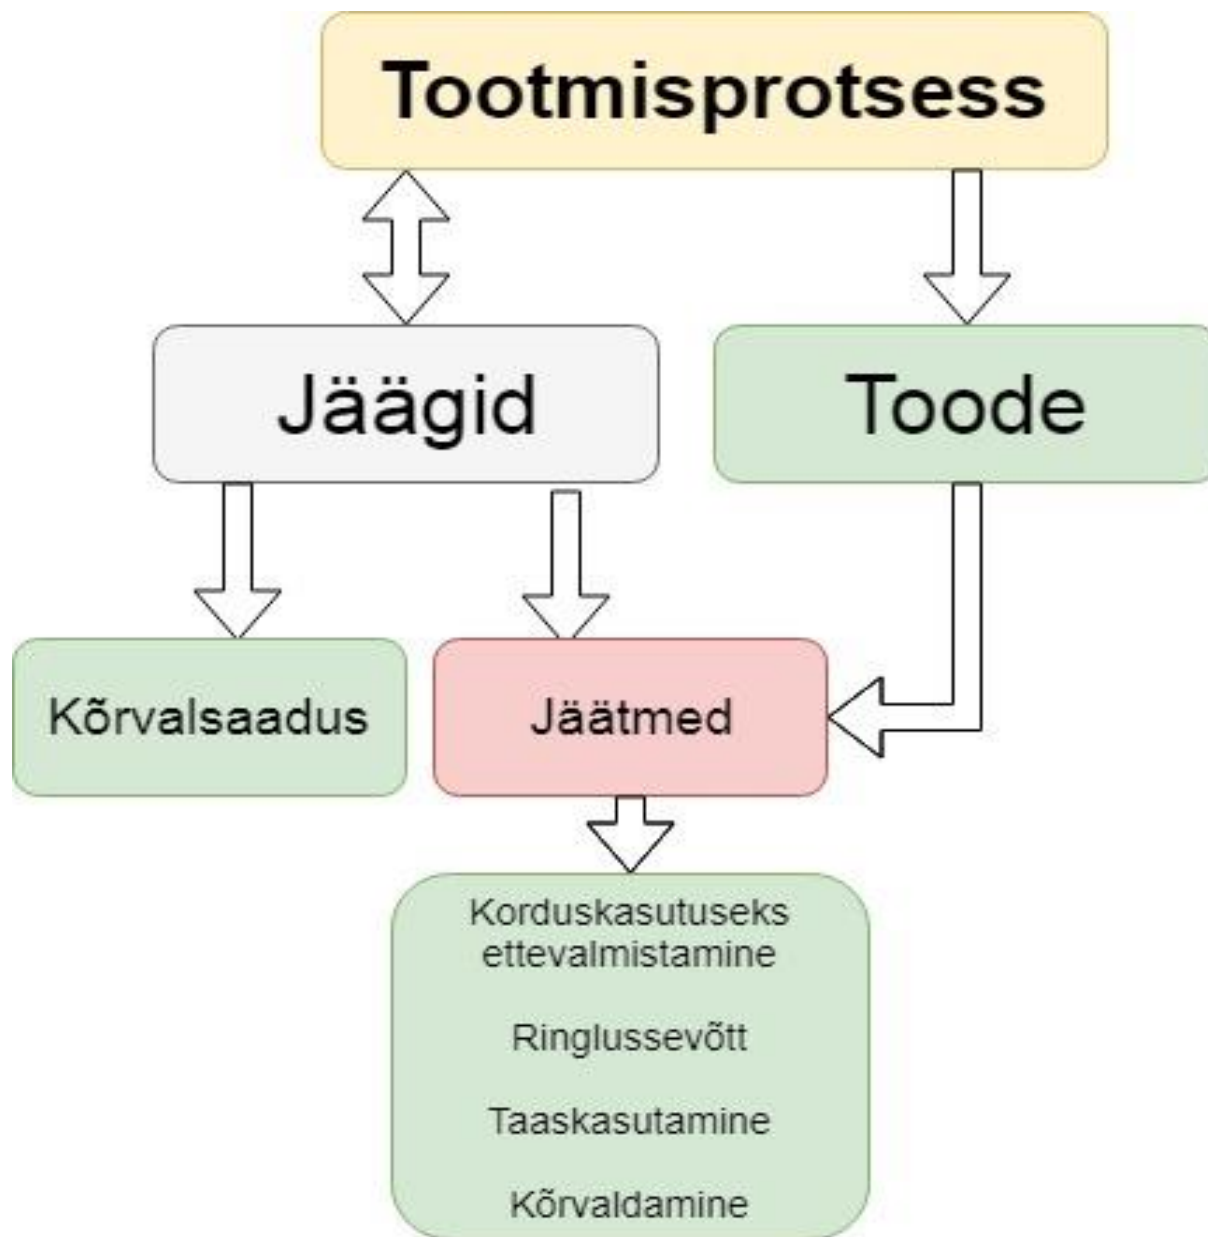 Tootmisprotsess
Jäägid
Toode
Kõrvalsaadus
Jäätmed
Korduskasutuseks
ettevalmistamine
Ringlussevõtt
Taaskasutamine
Kõrvaldamine